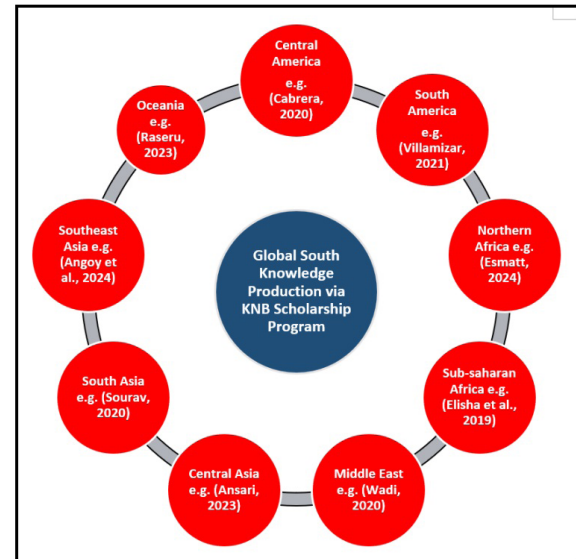 Central
America
e.g.
(Cabrera,
2020)
South
America
e.g.
(Villamizar,
2021)
Northern
Africa e.g.
(Esmatt,
2024)
Sub-saharan
Africa e.g.
(Elisha et al.,
2019)
Middle East
e.g. (Wadi,
2020)
Central Asia
e.g. (Ansari,
2023)
South Asia
e.g. (Sourav,
2020)
Southeast
Asia e.g.
(Angoy et
al., 2024)
Oceania
e.g.
(Raseru,
2023)
Global South
Knowledge
Production via
KNB Scholarship
Program